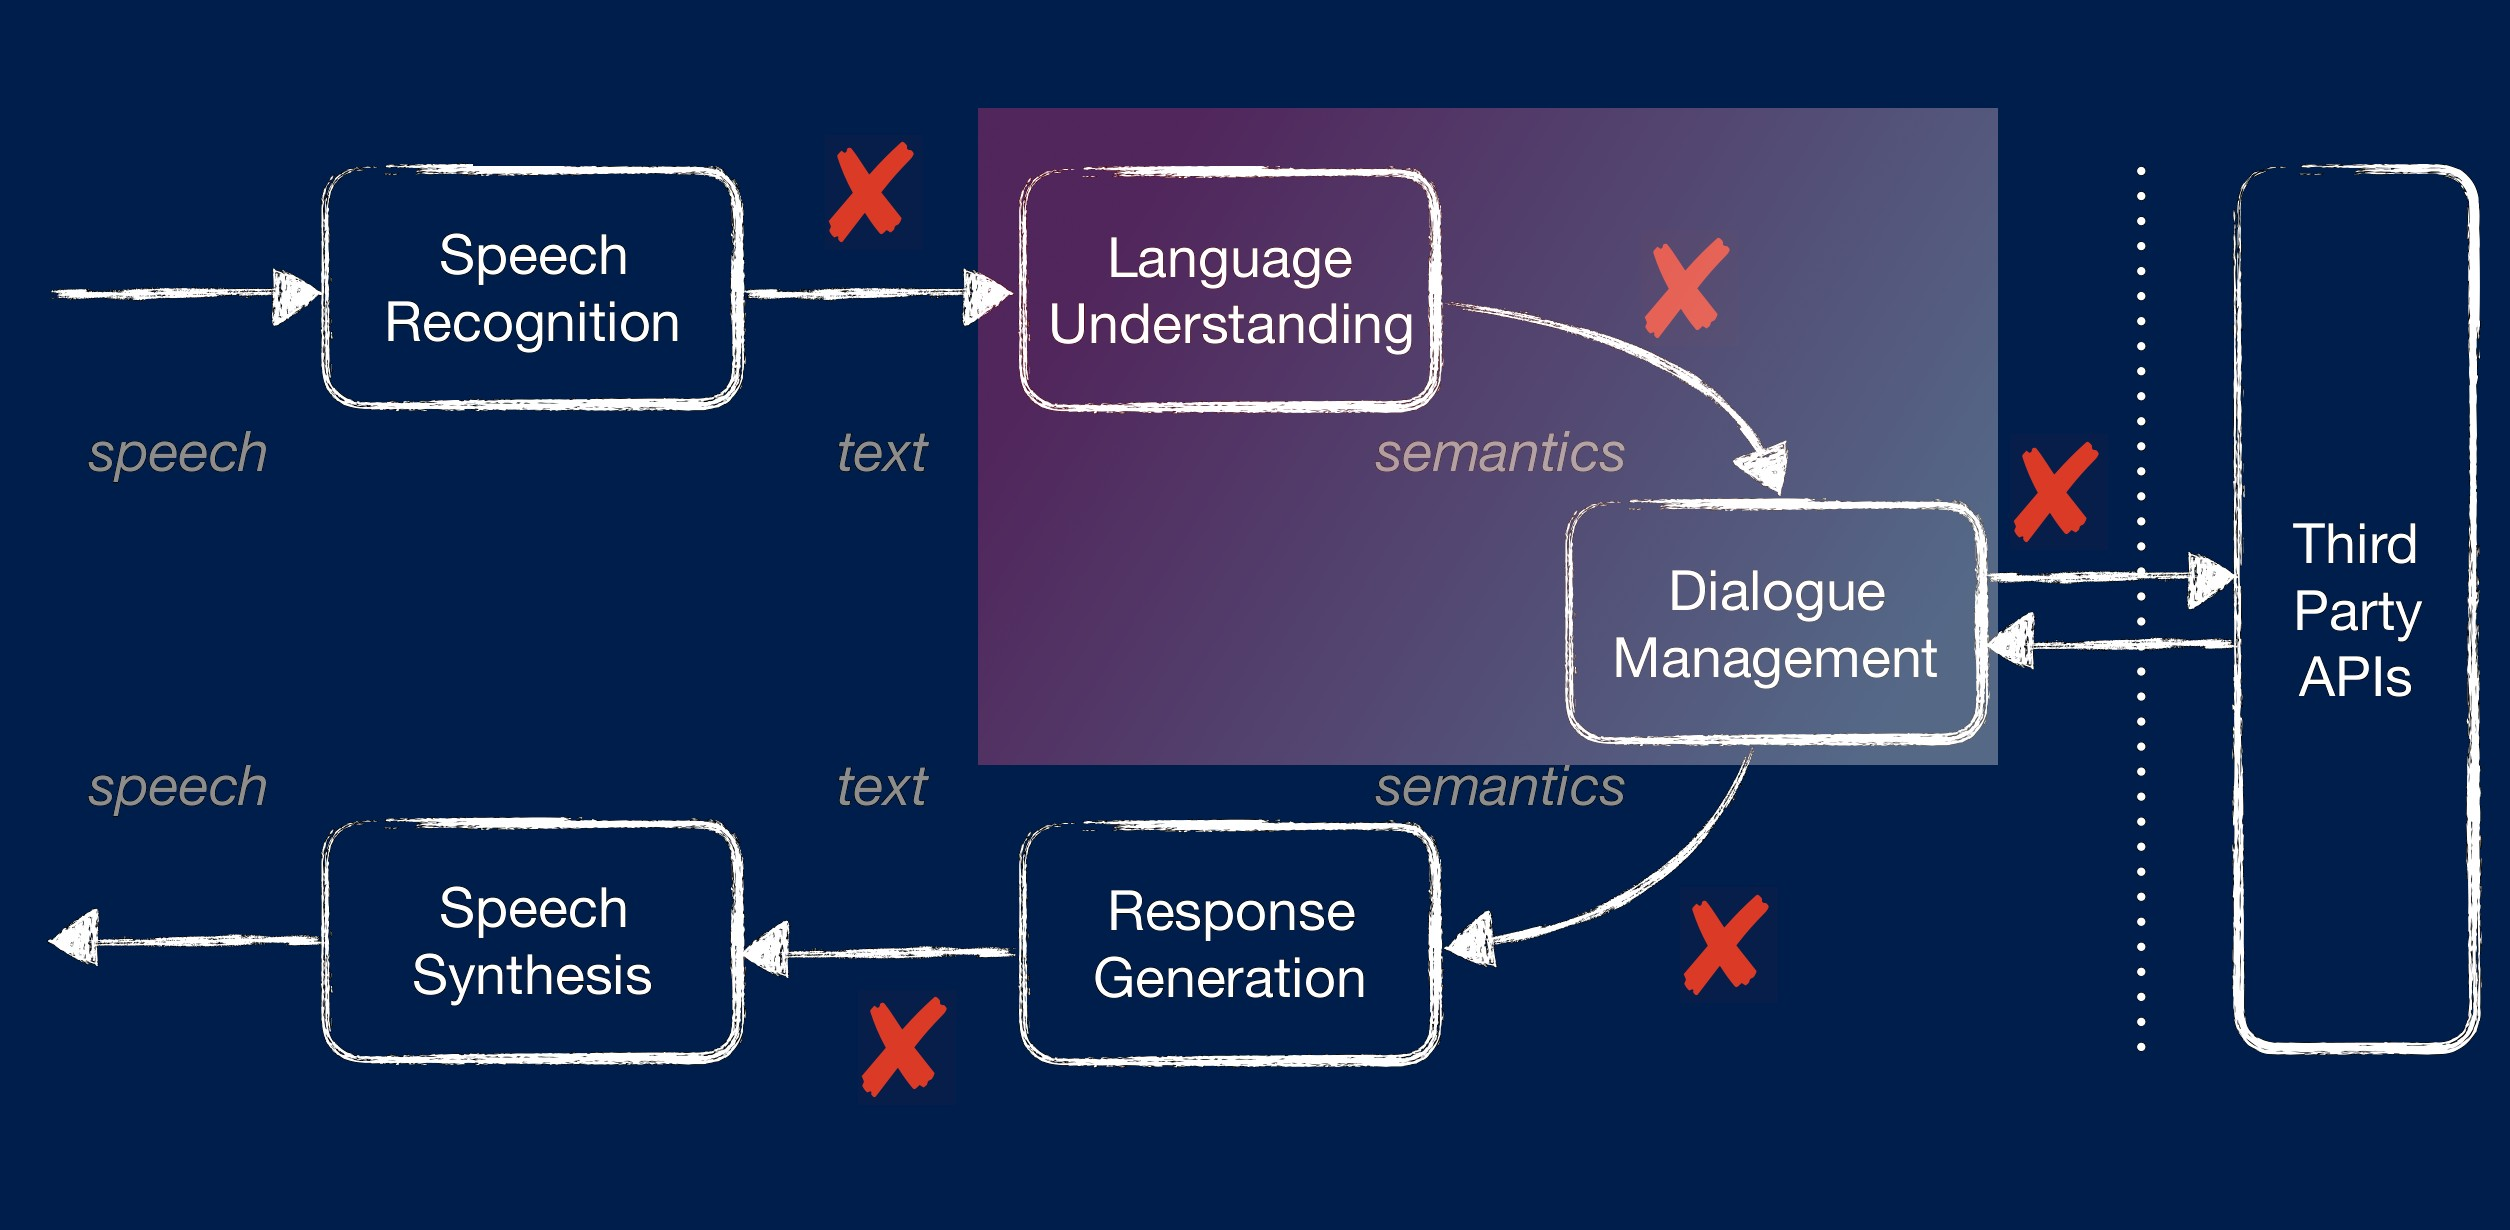 Speech
Recognition
Language
Understanding
speech
text
semantics
Dialogue
Management
Third
Party
APIs
speech
text
semantics
Speech
Synthesis
Response
Generation